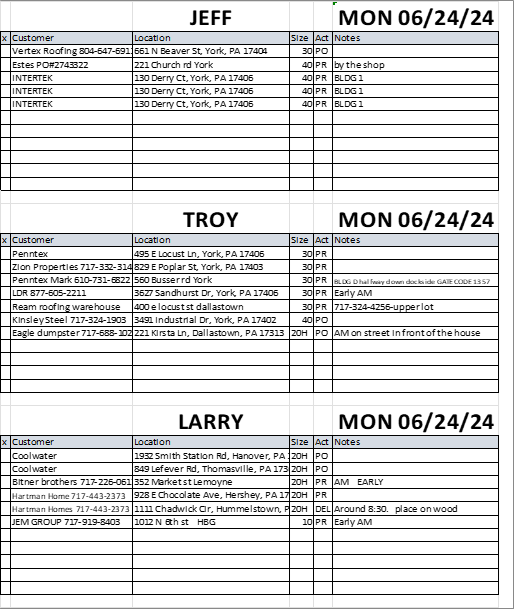 JEFF MON 06/24/24
x Customer Location Size Act Notes
Vertex Roofing 804-647-691 661 N Beaver St, York, PA 17404 30 PO
Estes PO#2743322 221 Church rd York 40 PR by the shop
INTERTEK 130 Derry Ct, York, PA 17406 40 PR BLDG 1
INTERTEK 130 Derry Ct, York, PA 17406 40 PR BLDG 1
INTERTEK 130 Derry Ct, York, PA 17406 40 PR BLDG 1
TROY MON 06/24/24
x Customer Location Size Act Notes
Penntex 495 E Locust Ln, York, PA 17406 30 PR
Zion Properties 717-332-314 829 E Poplar St, York, PA 17403 30 PR
Penntex Mark 610-731-6822 560 Busser rd York 30 PR BLDG D halfway down dockside GATE CODE 1357
LDR 877-605-2211 3627 Sandhurst Dr, York, PA 17406 30 PR Early AM
Ream roofing warehouse 400 e locust st dallastown 30 PR 717-324-4256-upper lot
Kinsley Steel 717-324-1903 3491 Industrial Dr, York, PA 17402 40 PO
Eagle dumpster 717-688-102 221 Kirsta Ln, Dallastown, PA 17313 20H PO AM on street in front of the house
LARRY MON 06/24/24
x Customer Location Size Act Notes
Coolwater 1932 Smith Station Rd, Hanover, PA 20H PO
Coolwater 849 Lefever Rd, Thomasville, PA 173 20H PO
Bitner brothers 717-226-061 352 Market st Lemoyne 20H PR AM EARLY
Hartman Home 717-443-2373 928 E Chocolate Ave, Hershey, PA 17 20H PR
Hartman Homes 717-443-2373 1111 Chadwick Cir, Hummelstown, P 20H DEL Around 8:30. place on wood
JEM GROUP 717-919-8403 1012 N 6th st HBG 10 PR Early AM